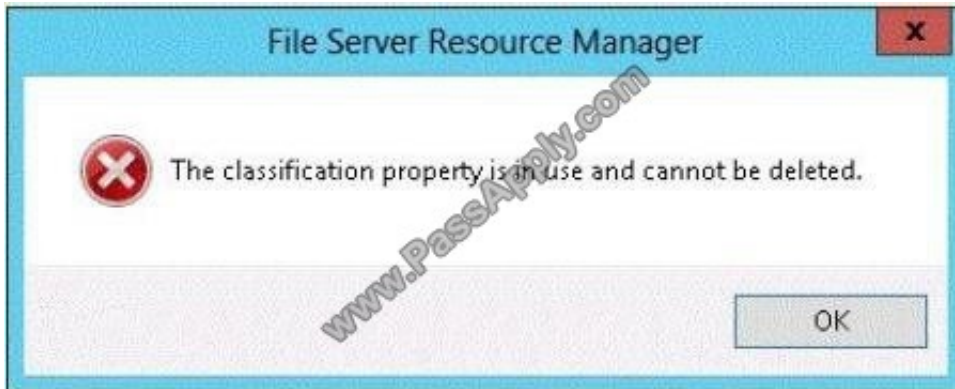 File Server Resource Manager
x
The classification property is in use and cannot be deleted.
www.PassApply.com
OK